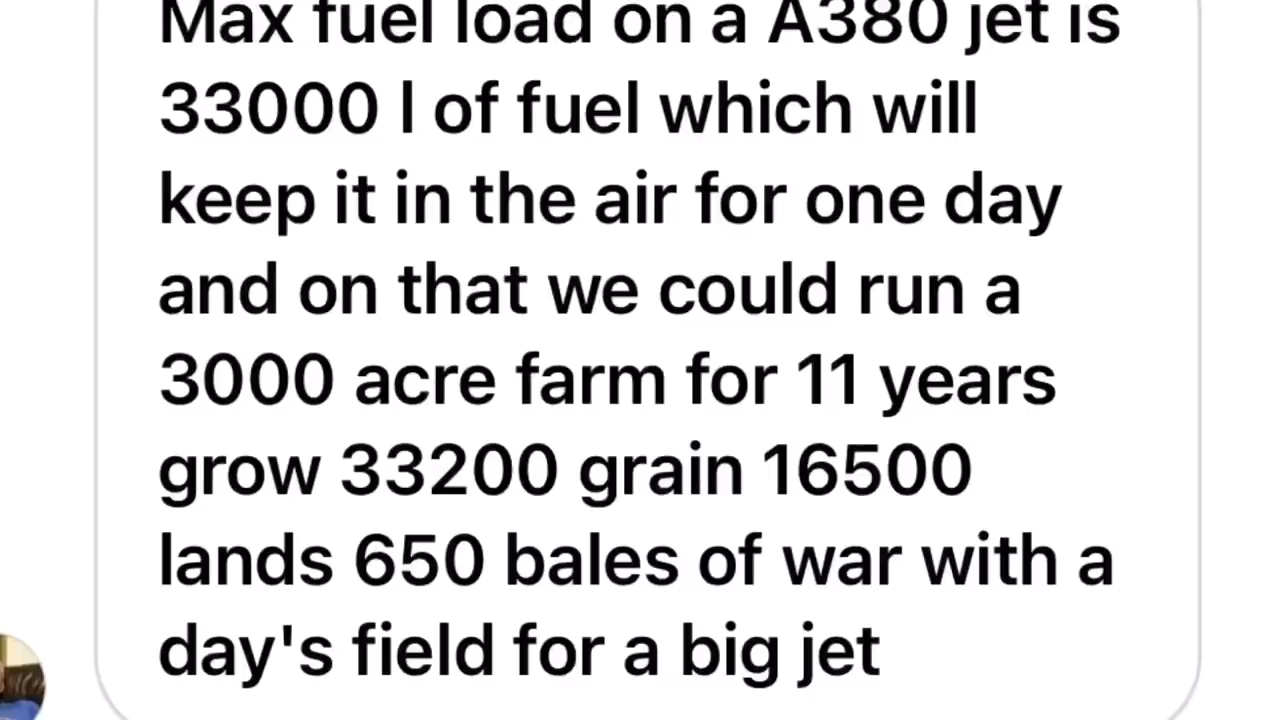 Max fuel load on a A380 jet is
33000 l of fuel which will
keep it in the air for one day
and on that we could run a
3000 acre farm for 11 years
grow 33200 grain 16500
lands 650 bales of war with a
day's field for a big jet